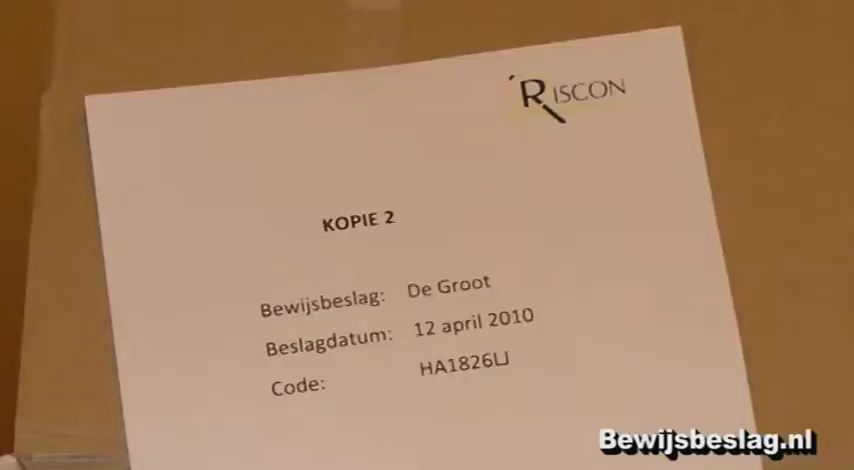 RISCON
KOPIE 2
Bewijsbeslag: De Groot
Beslagdatum: 12 april 2010
Code: HA1826LJ
Bewijsbeslag.nl